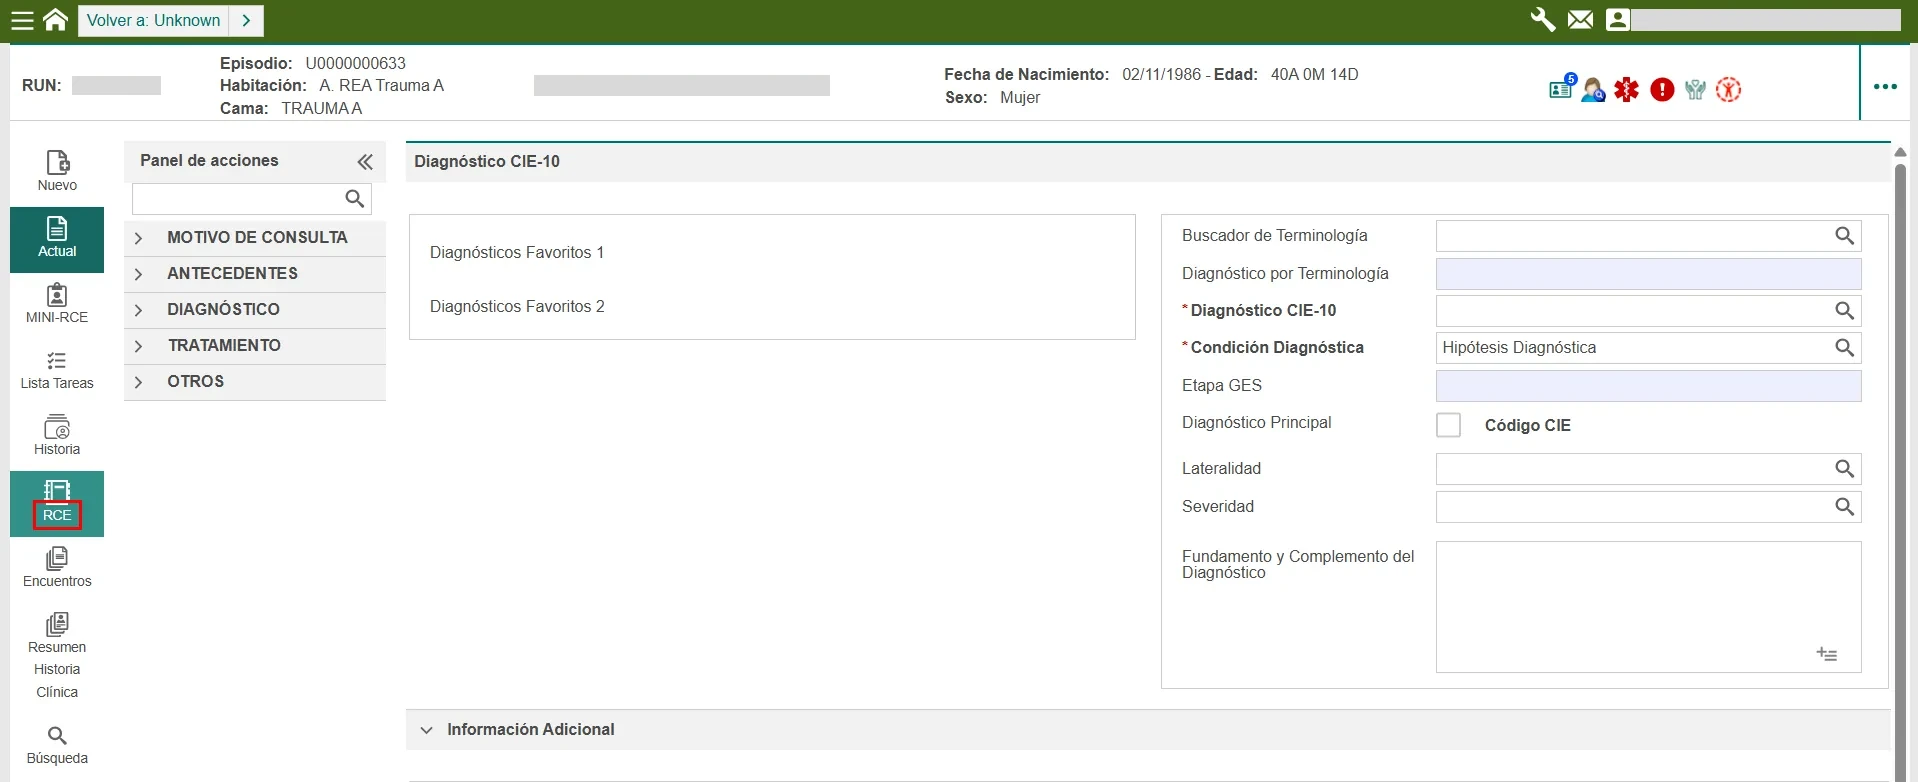 Volver a: Unknown
RUN:
Episodio: U0000000633
Habitación: A. REA Trauma A
Cama: TRAUMA A
Fecha de Nacimiento: 02/11/1986 - Edad: 40A 0M 14D
Sexo: Mujer
5
Nuevo
Actual
MINI-RCE
Lista Tareas
Historia
RCE
Encuentros
Resumen
Historia
Clínica
Búsqueda
Panel de acciones
MOTIVO DE CONSULTA
ANTECEDENTES
DIAGNÓSTICO
TRATAMIENTO
OTROS
Diagnóstico CIE-10
Diagnósticos Favoritos 1
Diagnósticos Favoritos 2
Buscador de Terminología
Diagnóstico por Terminología
*Diagnóstico CIE-10
*Condición Diagnóstica Hipótesis Diagnóstica
Etapa GES
Diagnóstico Principal Código CIE
Lateralidad
Severidad
Fundamento y Complemento del
Diagnóstico
Información Adicional